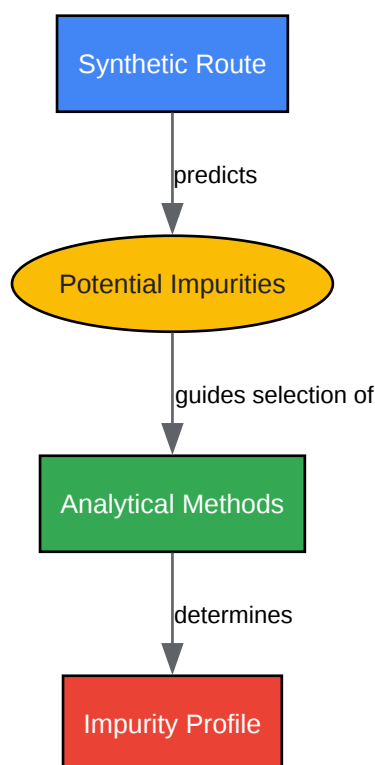 Synthetic Route
predicts
Potential Impurities
guides selection of
Analytical Methods
determines
Impurity Profile